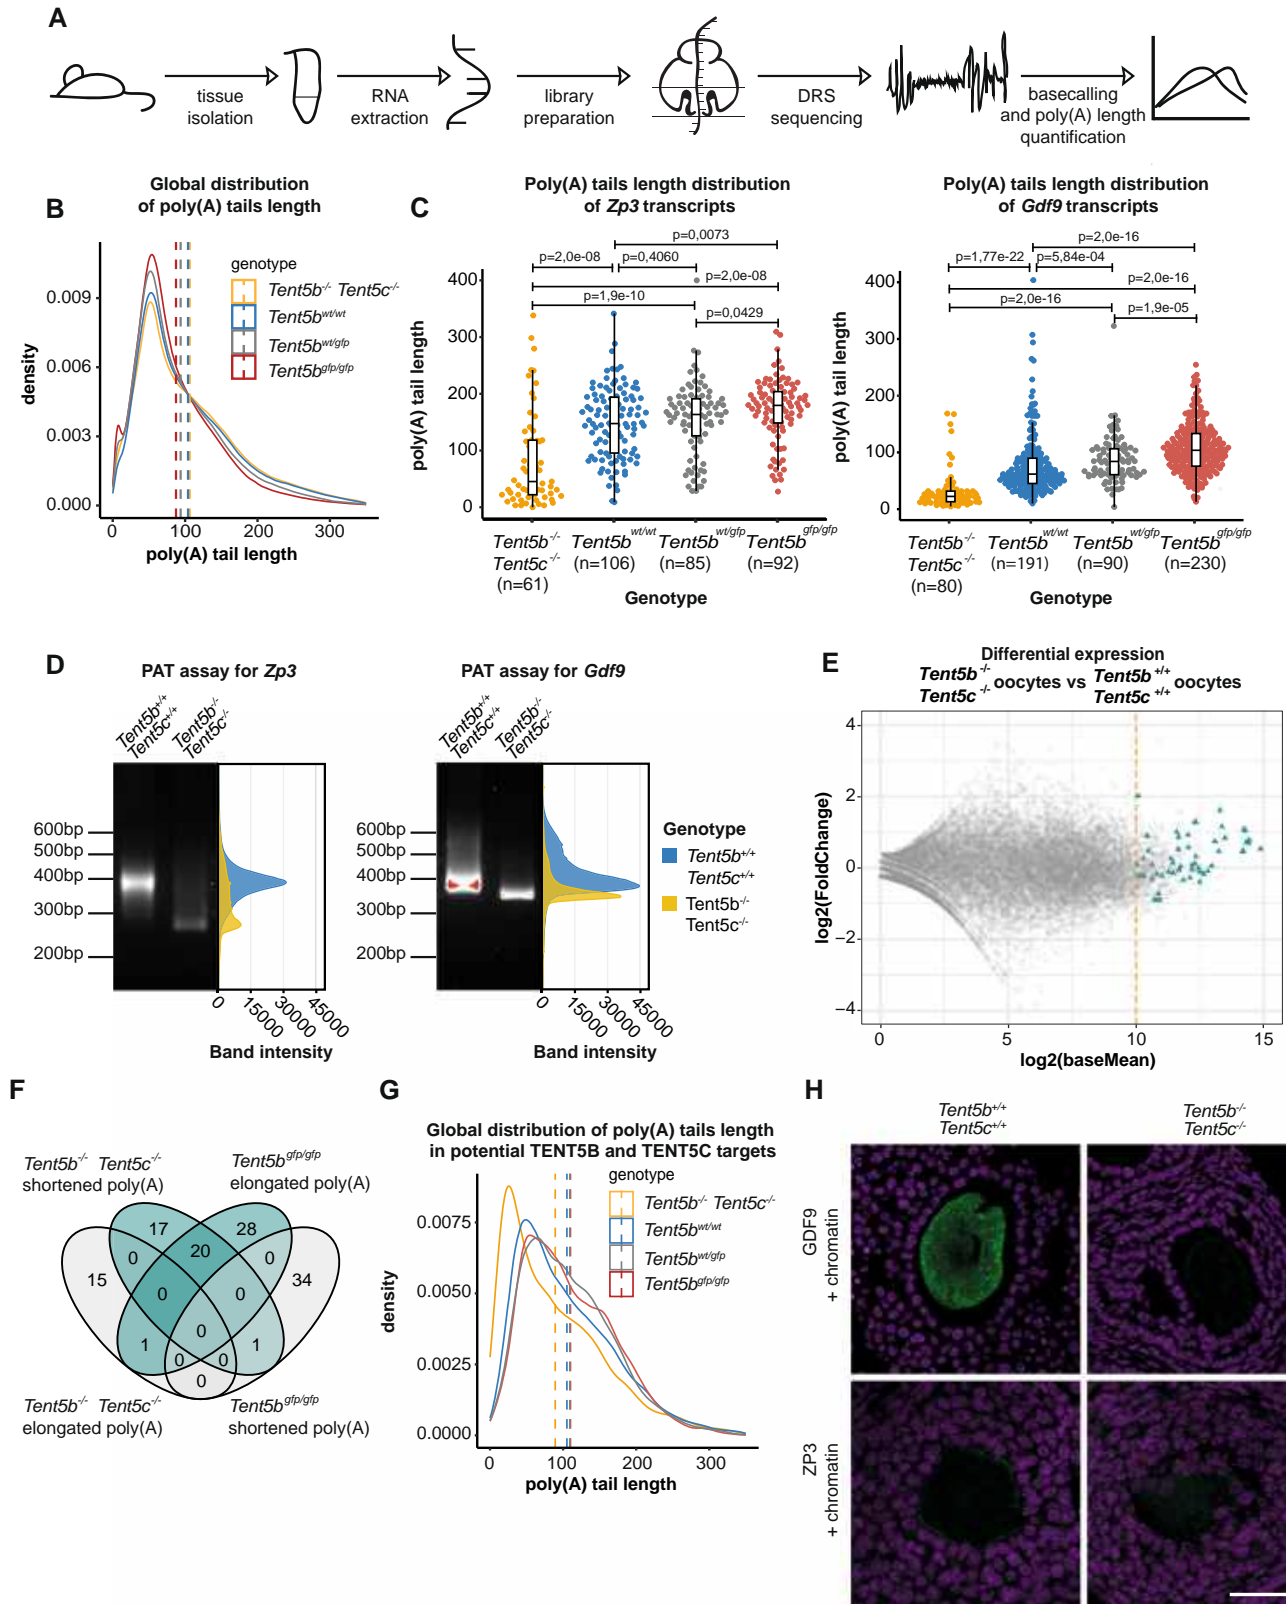 A
tissue
isolation
RNA
extraction
library
preparation
DRS
sequencing
basecalling
and poly(A) length
quantification
B
Global distribution
of poly(A) tails length
density
0.009
0.006
0.003
0.000
0
100
200
300
poly(A) tail length
genotype
Tent5b-/- Tent5c-/-
Tent5bwt/wt
Tent5bwt/gfp
Tent5bgfp/gfp
C
Poly(A) tails length distribution
of Zp3 transcripts
p=0,0073
p=2,0e-08
p=0,4060
p=2,0e-08
p=1,9e-10
p=0,0429
poly(A) tail length
400
300
200
100
0
Tent5b-/-
Tent5c-/-
(n=61)
Tent5bwt/wt
(n=106)
Tent5bwt/gfp
(n=85)
Tent5bgfp/gfp
(n=92)
Genotype
Poly(A) tails length distribution
of Gdf9 transcripts
p=2,0e-16
p=1,77e-22
p=5,84e-04
p=2,0e-16
p=2,0e-16
p=1,9e-05
poly(A) tail length
400
300
200
100
0
Tent5b-/-
Tent5c-/-
(n=80)
Tent5bwt/wt
(n=191)
Tent5bwt/gfp
(n=90)
Tent5bgfp/gfp
(n=230)
Genotype
D
PAT assay for Zp3
Tent5b+/+
Tent5c+/+
Tent5b-/-
Tent5c-/-
600bp
500bp
400bp
300bp
200bp
0
15000
30000
45000
Band intensity
PAT assay for Gdf9
Tent5b+/+
Tent5c+/+
Tent5b-/-
Tent5c-/-
600bp
500bp
400bp
300bp
200bp
0
15000
30000
45000
Band intensity
Genotype
Tent5b+/+
Tent5c+/+
Tent5b-/-
Tent5c-/-
E
Differential expression
Tent5b-/-
Tent5c-/-
oocytes vs
Tent5b+/+
Tent5c+/+
oocytes
log2(FoldChange)
4
2
0
−2
−4
0
5
10
15
log2(baseMean)
F
Tent5b-/- Tent5c-/-
shortened poly(A)
Tent5bgfp/gfp
elongated poly(A)
17
28
0
20
0
15
34
0
0
0
1
1
0
0
0
Tent5b-/- Tent5c-/-
elongated poly(A)
Tent5bgfp/gfp
shortened poly(A)
G
Global distribution of poly(A) tails length
in potential TENT5B and TENT5C targets
density
0.0075
0.0050
0.0025
0.0000
0
100
200
300
poly(A) tail length
genotype
Tent5b-/- Tent5c-/-
Tent5bwt/wt
Tent5bwt/gfp
Tent5bgfp/gfp
H
Tent5b+/+
Tent5c+/+
Tent5b-/-
Tent5c-/-
GDF9
+ chromatin
ZP3
+ chromatin